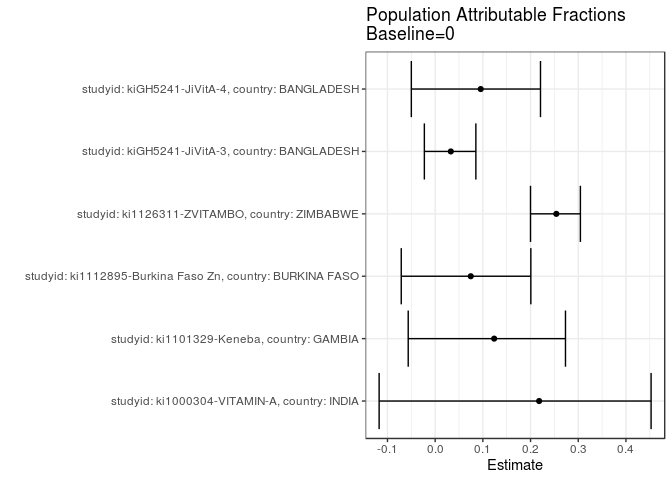 Population Attributable Fractions
Baseline=0
studyid: kiGH5241-JiVitA-4, country: BANGLADESH
studyid: kiGH5241-JiVitA-3, country: BANGLADESH
studyid: ki1126311-ZVITAMBO, country: ZIMBABWE
studyid: ki1112895-Burkina Faso Zn, country: BURKINA FASO
studyid: ki1101329-Keneba, country: GAMBIA
studyid: ki1000304-VITAMIN-A, country: INDIA
-0.1 0.0 0.1 0.2 0.3 0.4
Estimate